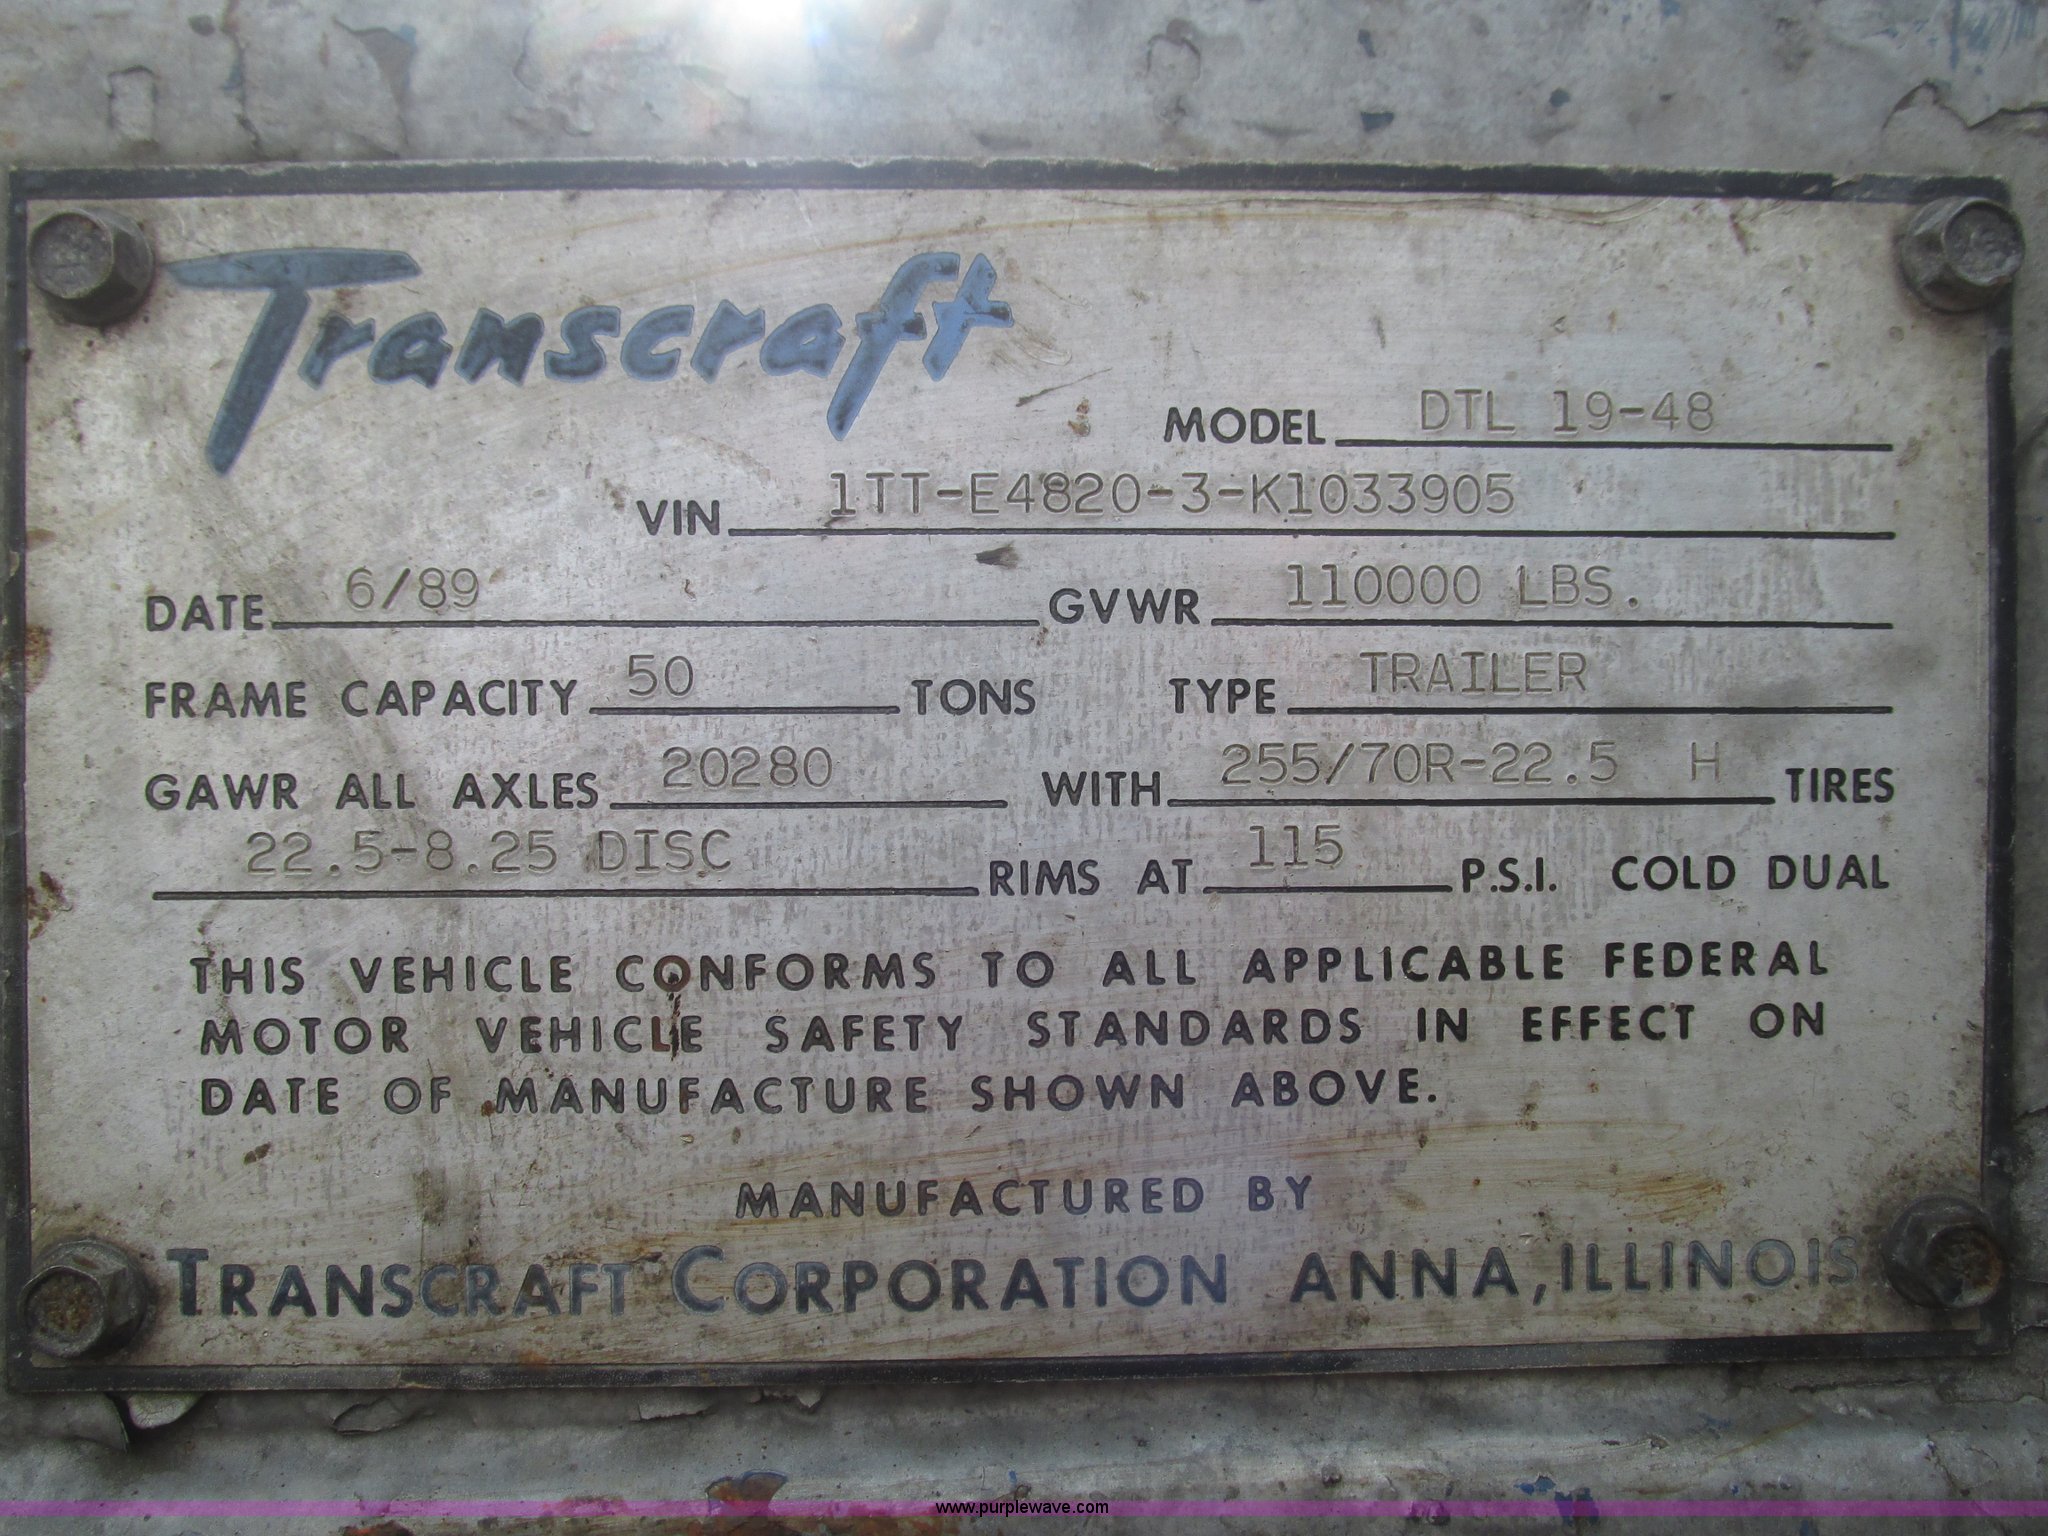 Transcraft
MODEL DTL 19-48
VIN 1TT-E4820-3-K1033905
DATE 6/89 GVWR 110000 LBS.
FRAME CAPACITY 50 TONS TYPE TRAILER
GAWR ALL AXLES 20280 WITH 255/70R-22.5 H TIRES
22.5-8.25 DISC RIMS AT 115 P.S.I. COLD DUAL
THIS VEHICLE CONFORMS TO ALL APPLICABLE FEDERAL
MOTOR VEHICLE SAFETY STANDARDS IN EFFECT ON
DATE OF MANUFACTURE SHOWN ABOVE.
MANUFACTURED BY
TRANSCRAFT CORPORATION ANNA, ILLINOIS
www.purplewave.com